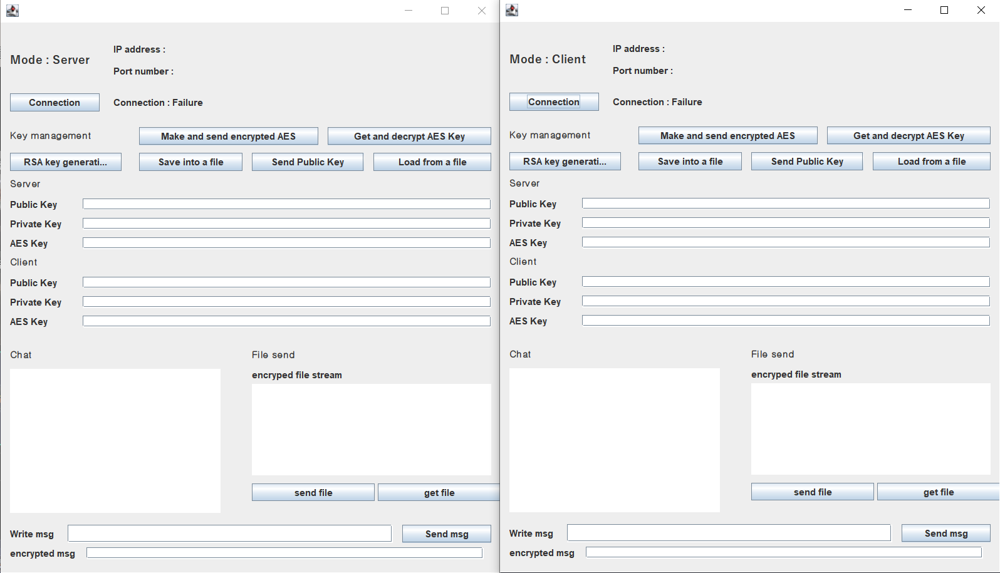 IP address :
Mode : Server
Port number :
Connection
Connection : Failure
Key management
Make and send encrypted AES
Get and decrypt AES Key
RSA key generati...
Save into a file
Send Public Key
Load from a file
Server
Public Key
Private Key
AES Key
Client
Public Key
Private Key
AES Key
Chat
File send
encryped file stream
send file
get file
Write msg
Send msg
encrypted msg
IP address :
Mode : Client
Port number :
Connection
Connection : Failure
Key management
Make and send encrypted AES
Get and decrypt AES Key
RSA key generati...
Save into a file
Send Public Key
Load from a file
Server
Public Key
Private Key
AES Key
Client
Public Key
Private Key
AES Key
Chat
File send
encryped file stream
send file
get file
Write msg
Send msg
encrypted msg